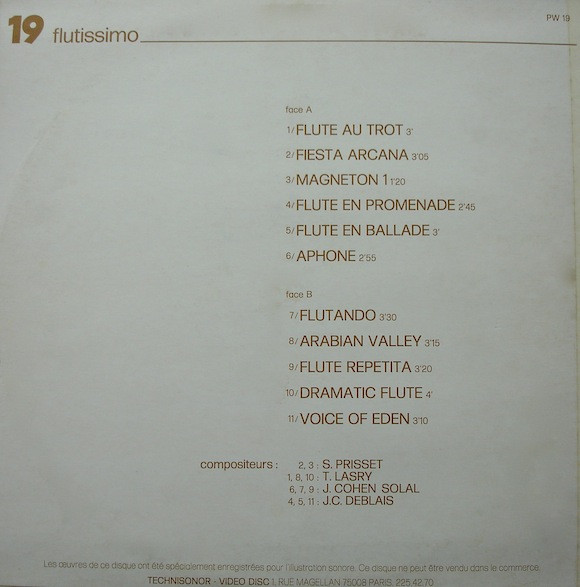 19 flutissimo PW 19
face A
1/FLUTE AU TROT 3'
2/FIESTA ARCANA 3'05
3/MAGNETON 1 1'20
4/FLUTE EN PROMENADE 2'45
5/FLUTE EN BALLADE 3'
6/APHONE 2'55
face B
7/FLUTANDO 3'30
8/ARABIAN VALLEY 3'15
9/FLUTE REPETITA 3'20
10/DRAMATIC FLUTE 4'
11/VOICE OF EDEN 3'10
compositeurs : 2, 3 : S. PRISSET
1, 8, 10 : T. LASRY
6, 7, 9 : J. COHEN SOLAL
4, 5, 11 : J.C. DEBLAIS
Les œuvres de ce disque ont été spécialement enregistrées pour l'illustration sonore. Ce disque ne peut être vendu dans le commerce.
TECHNISONOR - VIDEO DISC 1, RUE MAGELLAN 75008 PARIS, 225.42.70